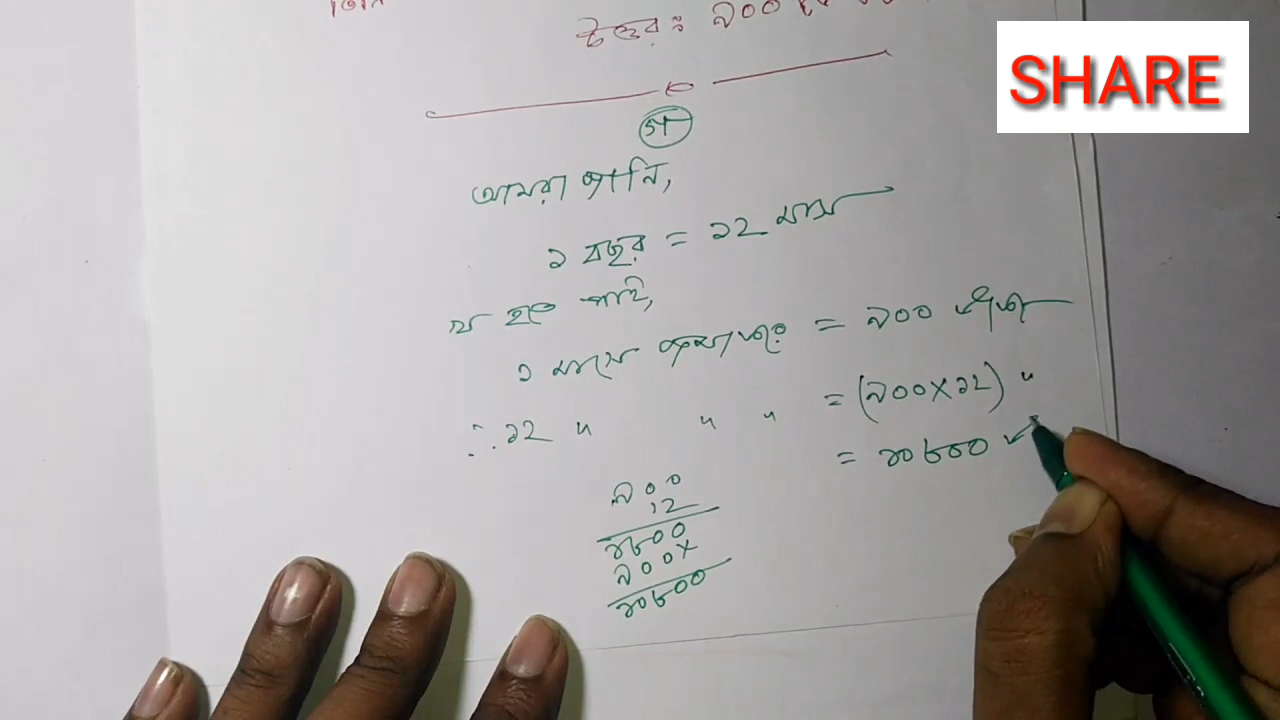 উত্তর: ৯০০
SHARE
আমরা জানি,
১ বছর = ১২ মাস
খ হতে পাই,
১ মাসে = ৯০০
∴ ১২ " " " = (৯০০×১২) "
= ১০৮০০
৯০০
12
১৮০০
৯০০×
১০৮০০